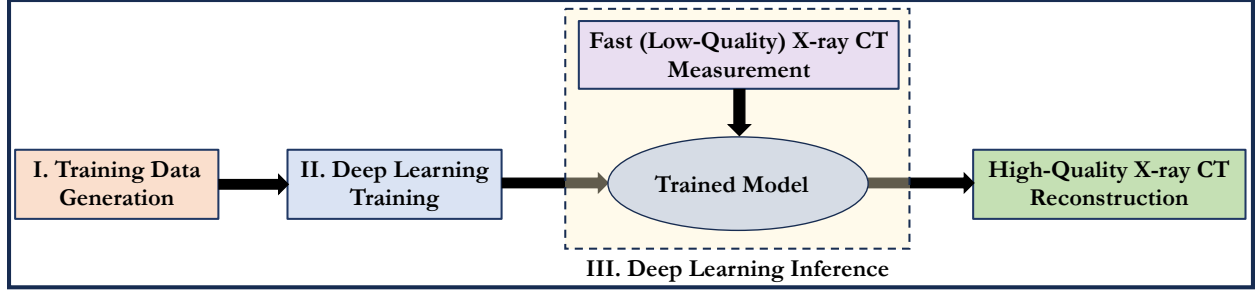 Fast (Low-Quality) X-ray CT
Measurement
I. Training Data
Generation
II. Deep Learning
Training
Trained Model
High-Quality X-ray CT
Reconstruction
III. Deep Learning Inference